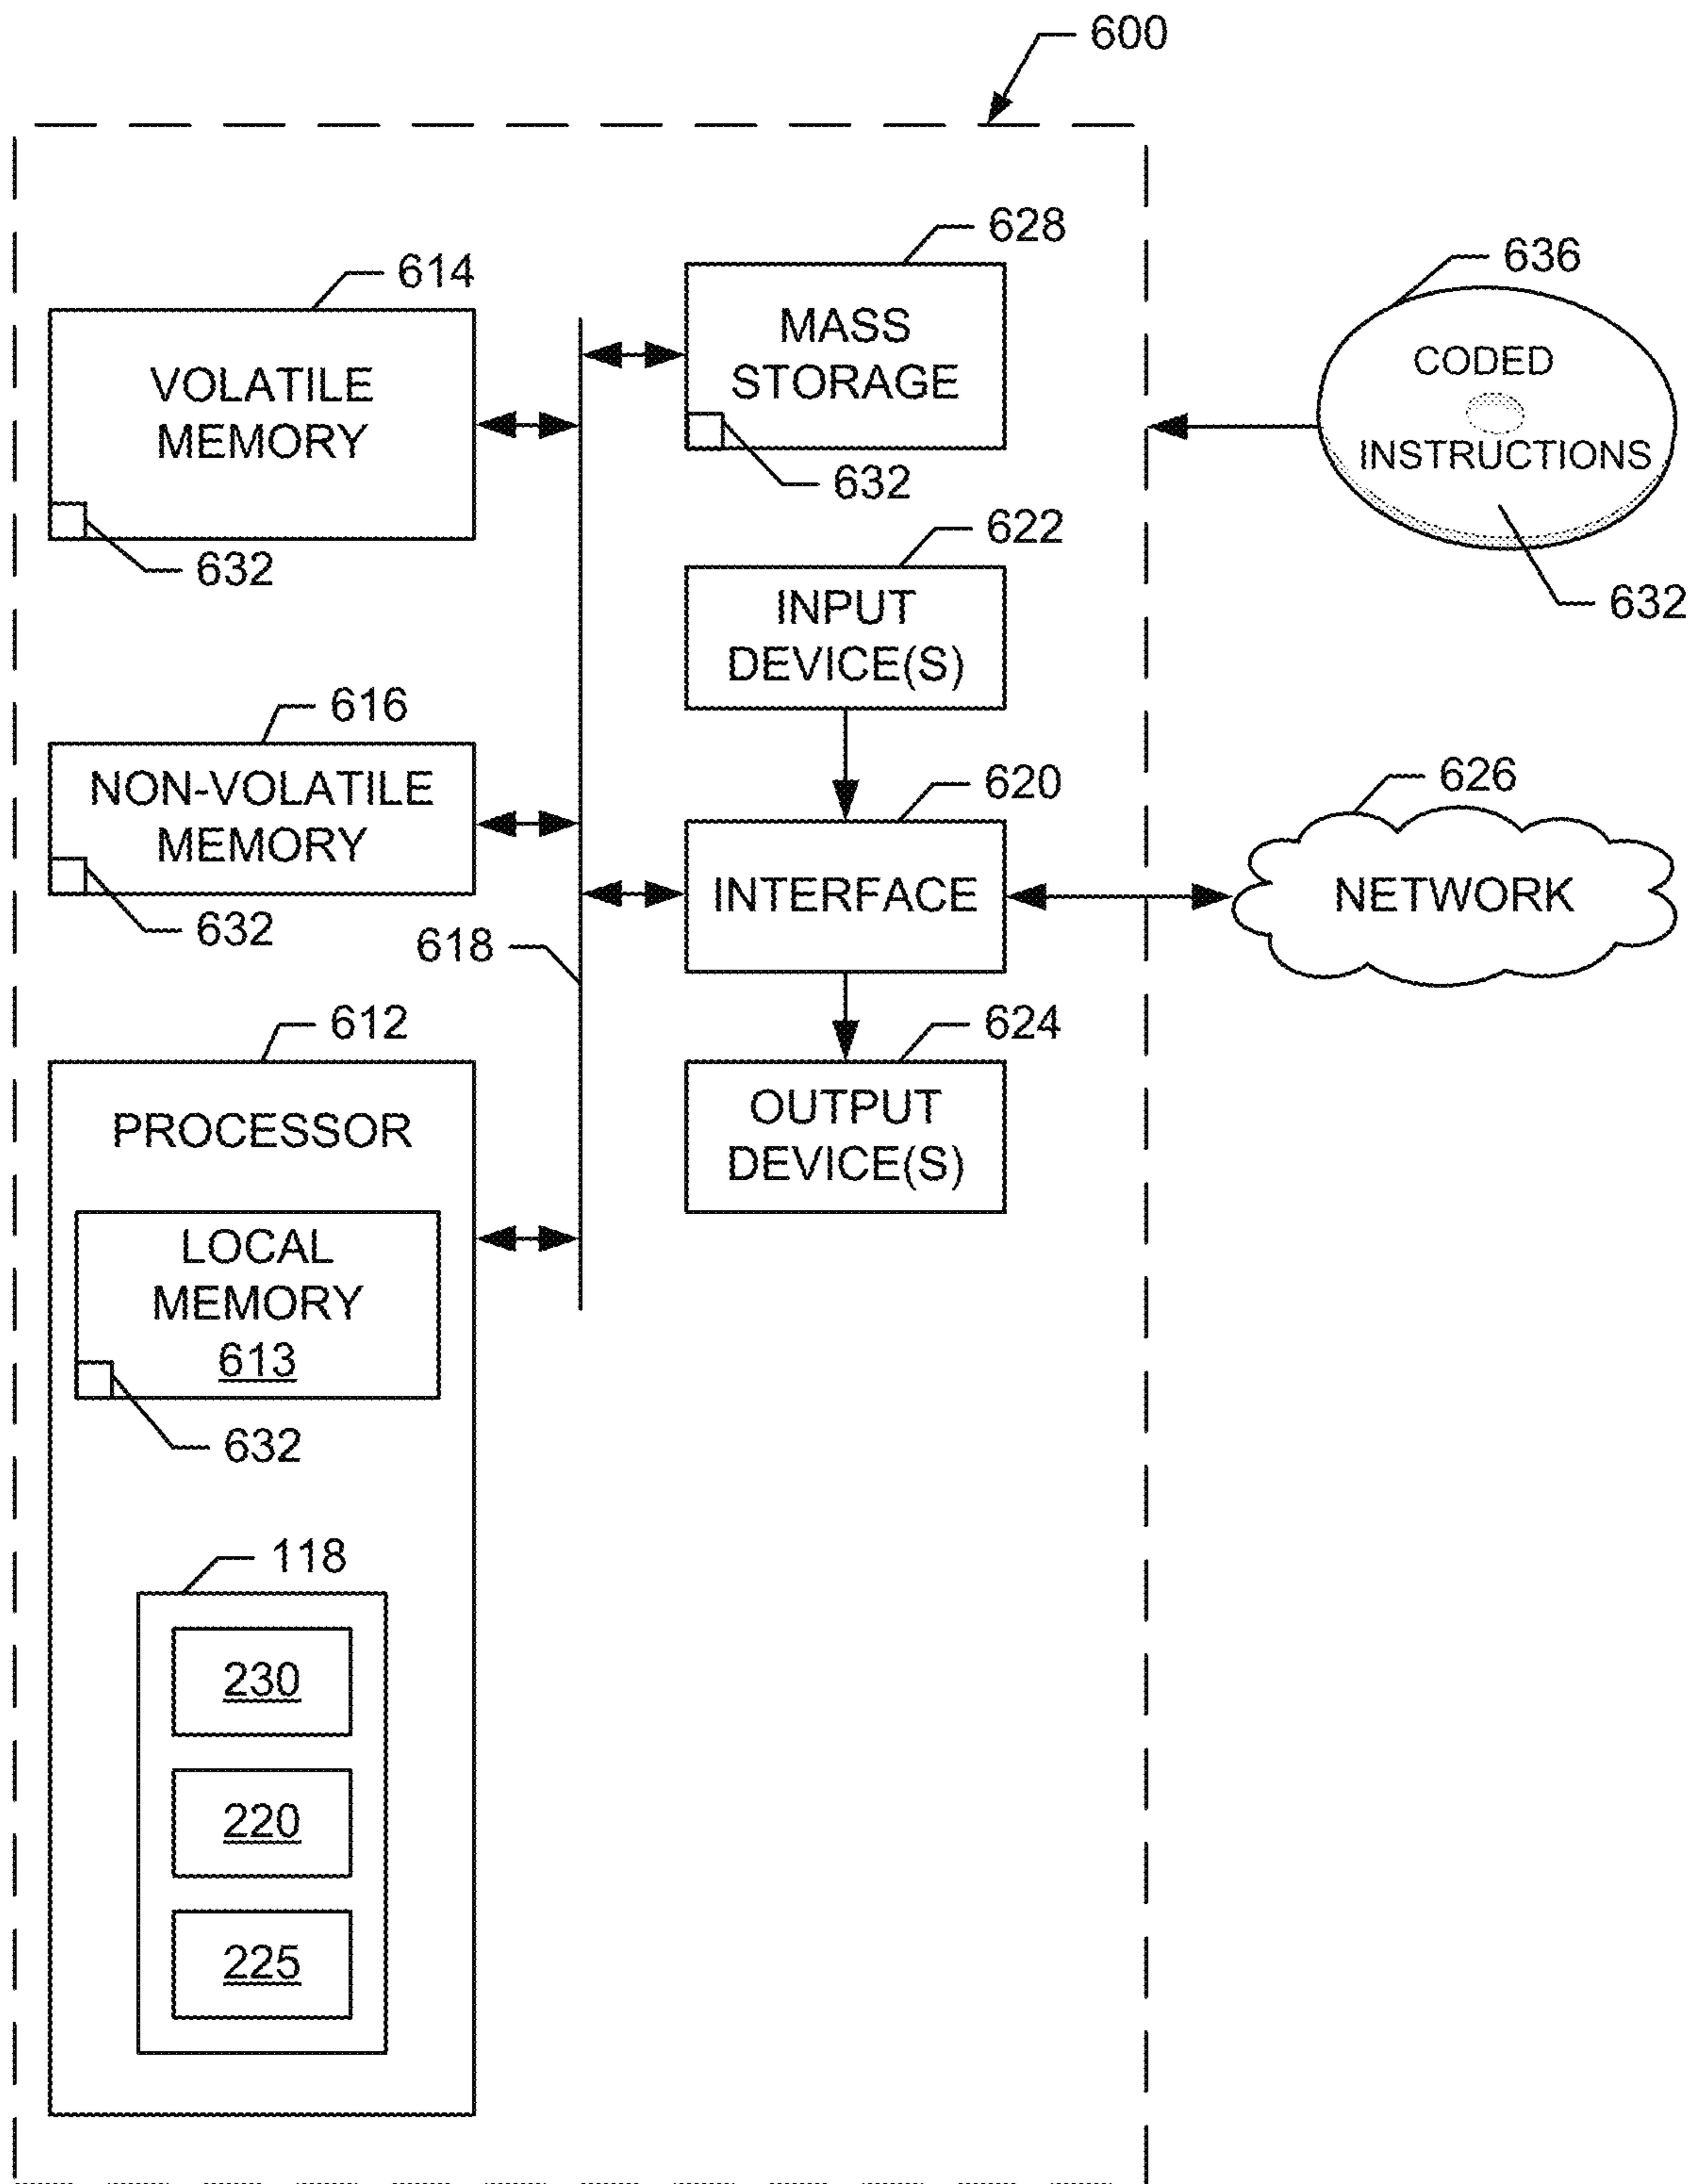 600
628
614
636
MASS
STORAGE
VOLATILE
MEMORY
CODED
INSTRUCTIONS
632
632
632
622
INPUT
DEVICE(S)
616
NON-VOLATILE
MEMORY
632
620
INTERFACE
626
NETWORK
618
612
624
PROCESSOR
OUTPUT
DEVICE(S)
LOCAL
MEMORY
613
632
118
230
220
225